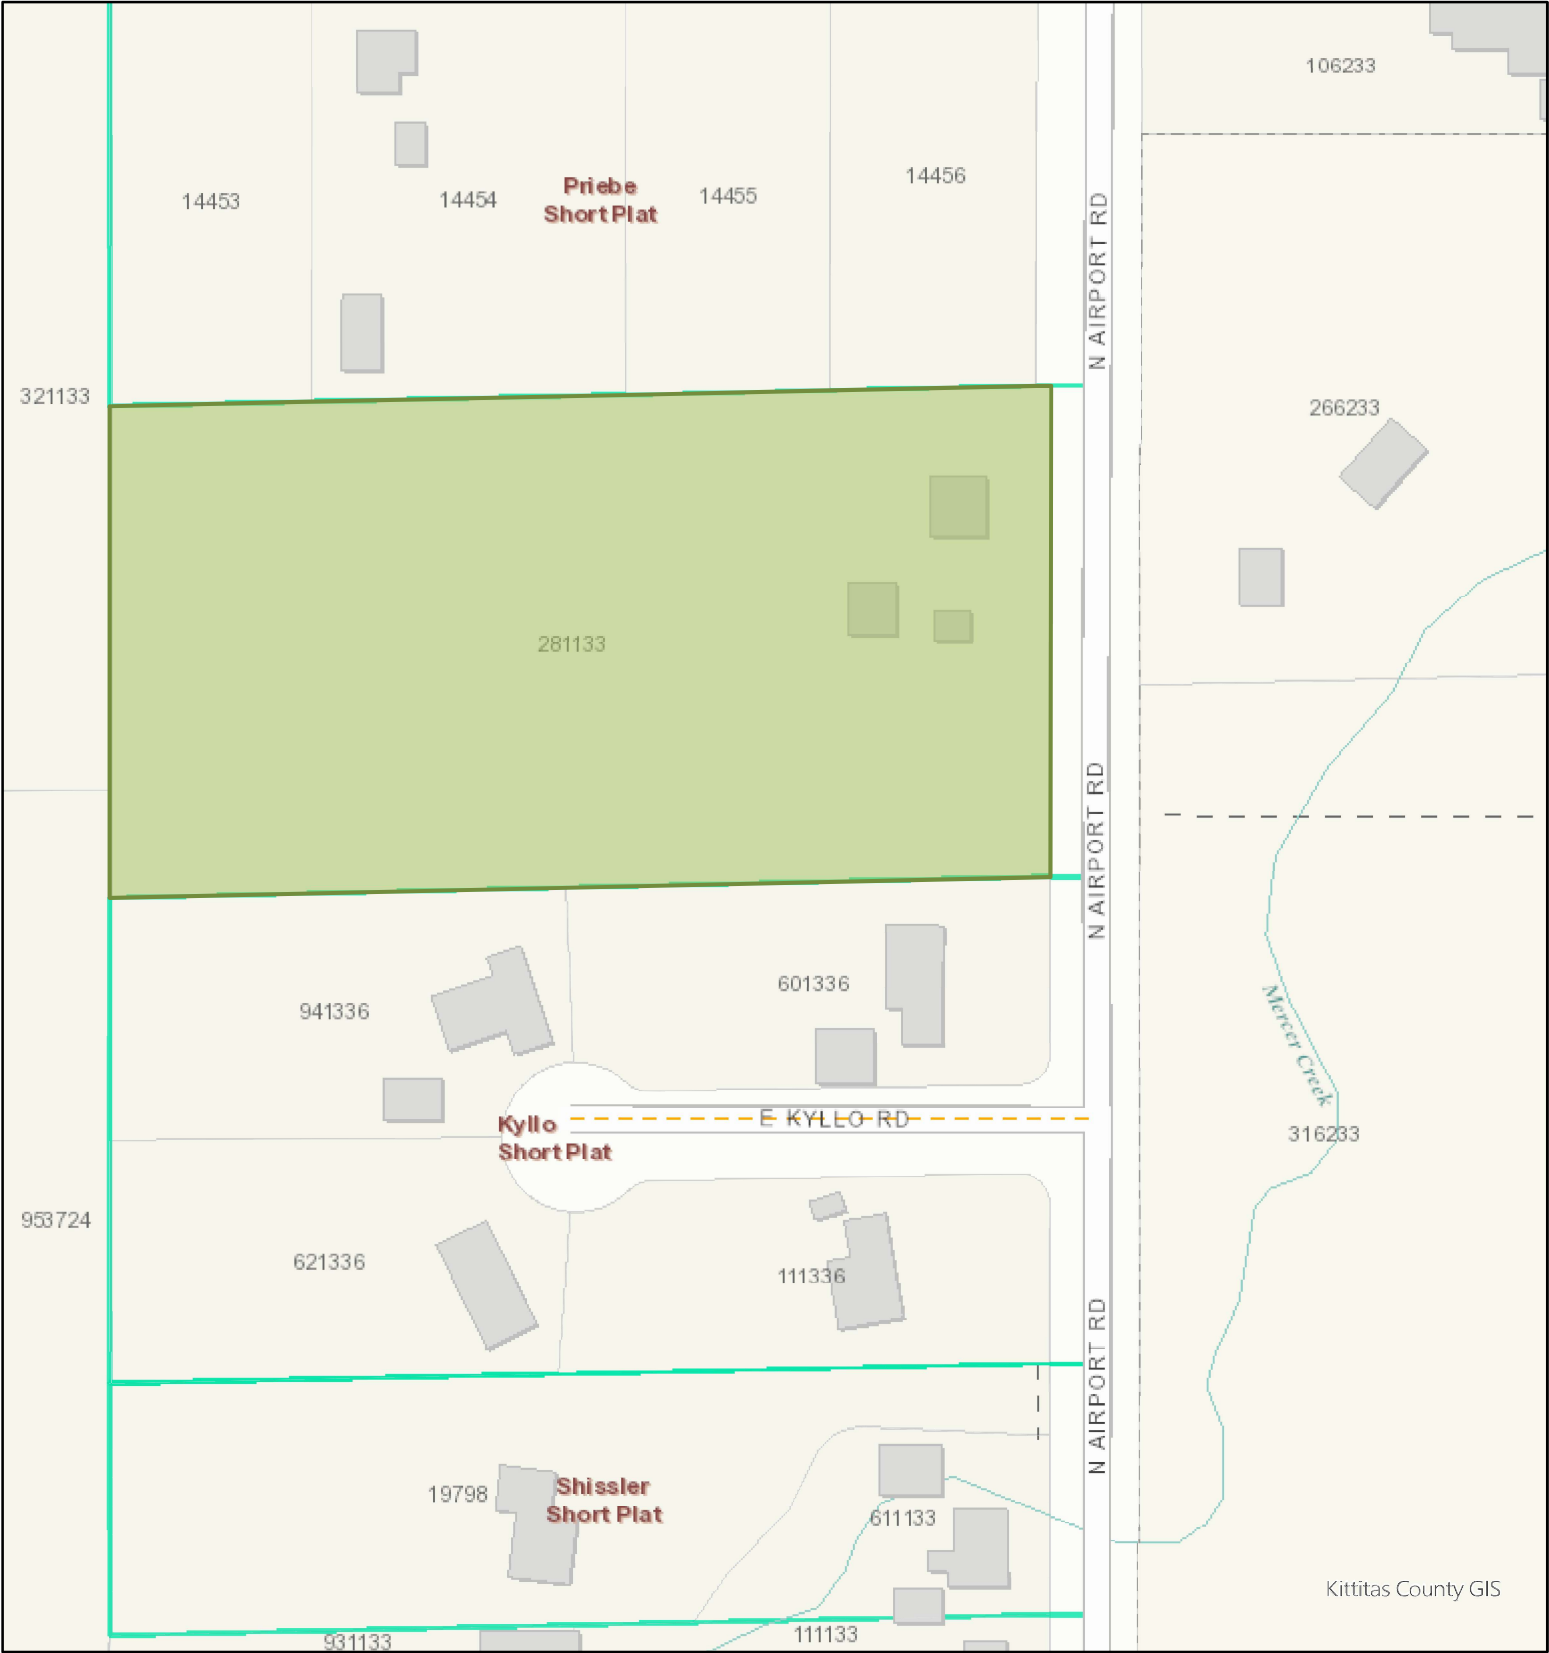 106233
14456
Priebe
Short Plat
14453
14454
14455
N AIRPORT RD
321133
266233
281133
N AIRPORT RD
601336
941336
Mercer Creek
E KYLLO RD
Kyllo
Short Plat
316233
953724
621336
111336
N AIRPORT RD
19798
Shissler
Short Plat
611133
Kittitas County GIS
931133
111133